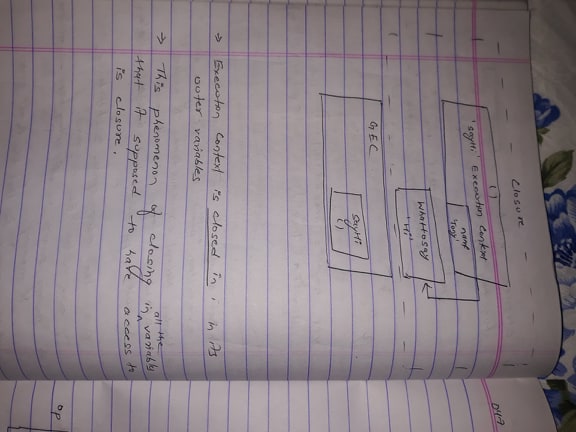 Closure
( )
'sayHi' Execution Context
name
'Tony'
Whattosay
'Hi'
GEC
SayHi
( )
→ Execution Context is closed in : in its
outer variables
→ This phenomenon of closing in all the variables
that it supposed to have access to
is closure.
op